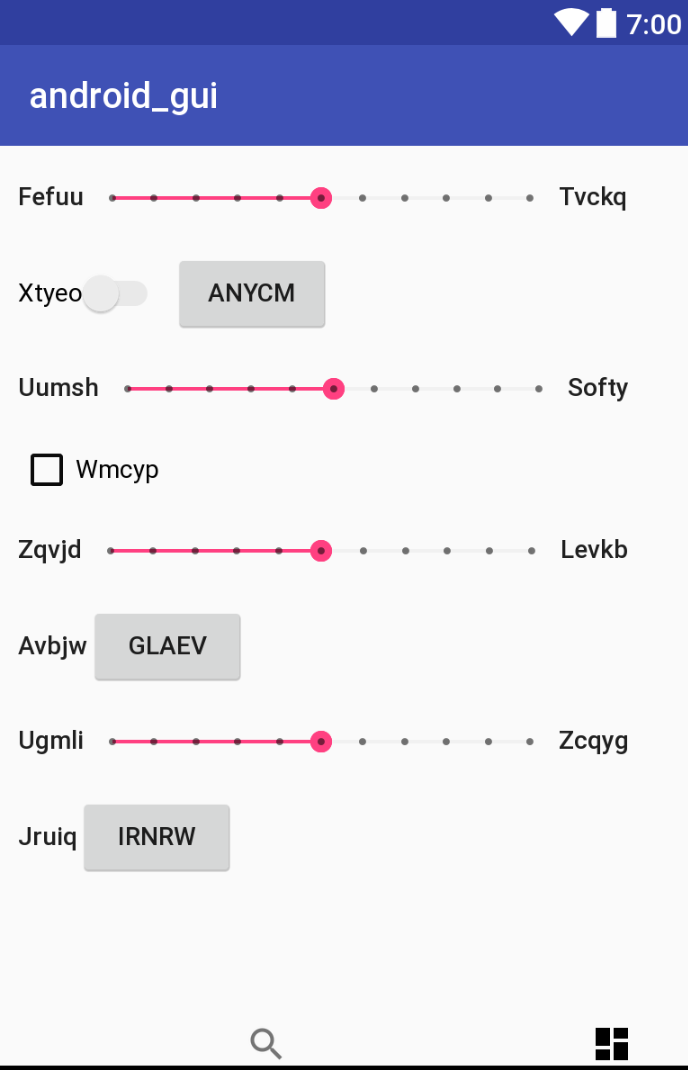 7:00
android_gui
Fefuu Tvckq
Xtyeo ANYCM
Uumsh Softy
Wmcyp
Zqvjd Levkb
Avbjw GLAEV
Ugmli Zcqyg
Jruiq IRNRW